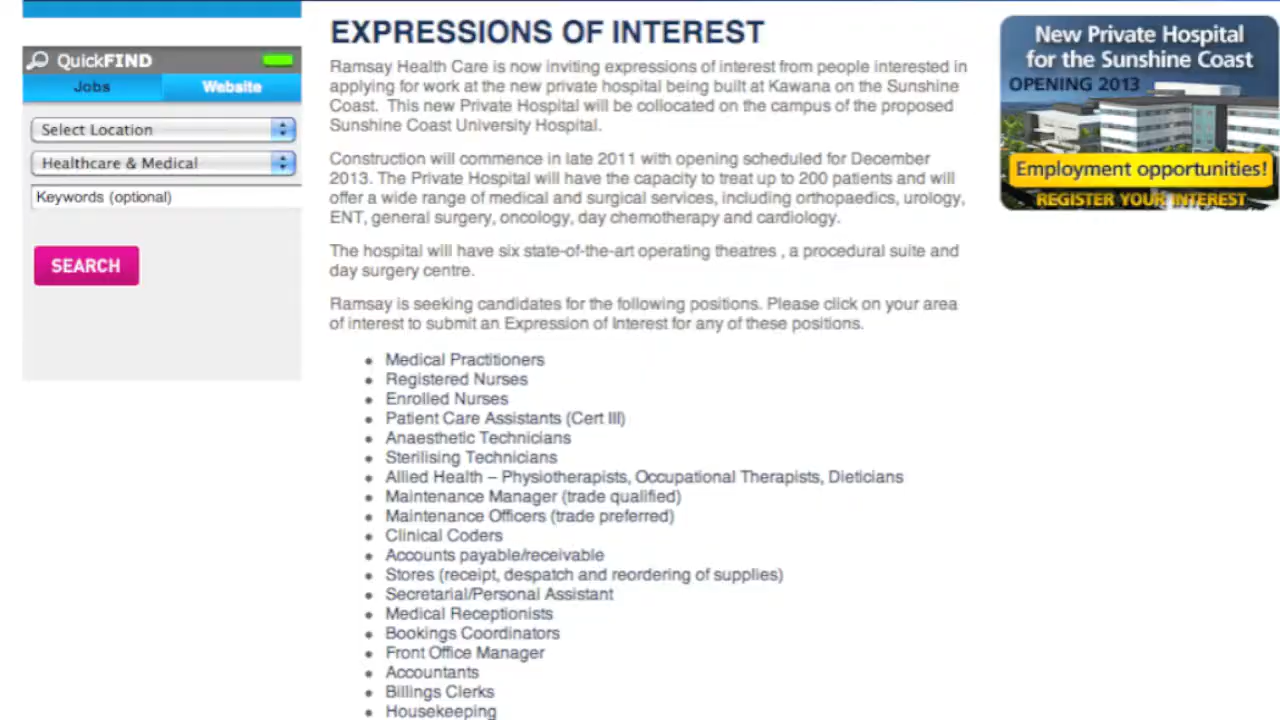 QuickFIND
Jobs
Website
Select Location
Healthcare & Medical
Keywords (optional)
SEARCH
EXPRESSIONS OF INTEREST
Ramsay Health Care is now inviting expressions of interest from people interested in
applying for work at the new private hospital being built at Kawana on the Sunshine
Coast. This new Private Hospital will be collocated on the campus of the proposed
Sunshine Coast University Hospital.
Construction will commence in late 2011 with opening scheduled for December
2013. The Private Hospital will have the capacity to treat up to 200 patients and will
offer a wide range of medical and surgical services, including orthopaedics, urology,
ENT, general surgery, oncology, day chemotherapy and cardiology.
The hospital will have six state-of-the-art operating theatres , a procedural suite and
day surgery centre.
Ramsay is seeking candidates for the following positions. Please click on your area
of interest to submit an Expression of Interest for any of these positions.
Medical Practitioners
Registered Nurses
Enrolled Nurses
Patient Care Assistants (Cert III)
Anaesthetic Technicians
Sterilising Technicians
Allied Health – Physiotherapists, Occupational Therapists, Dieticians
Maintenance Manager (trade qualified)
Maintenance Officers (trade preferred)
Clinical Coders
Accounts payable/receivable
Stores (receipt, despatch and reordering of supplies)
Secretarial/Personal Assistant
Medical Receptionists
Bookings Coordinators
Front Office Manager
Accountants
Billings Clerks
Housekeeping
New Private Hospital
for the Sunshine Coast
OPENING 2013
Employment opportunities!
REGISTER YOUR INTEREST